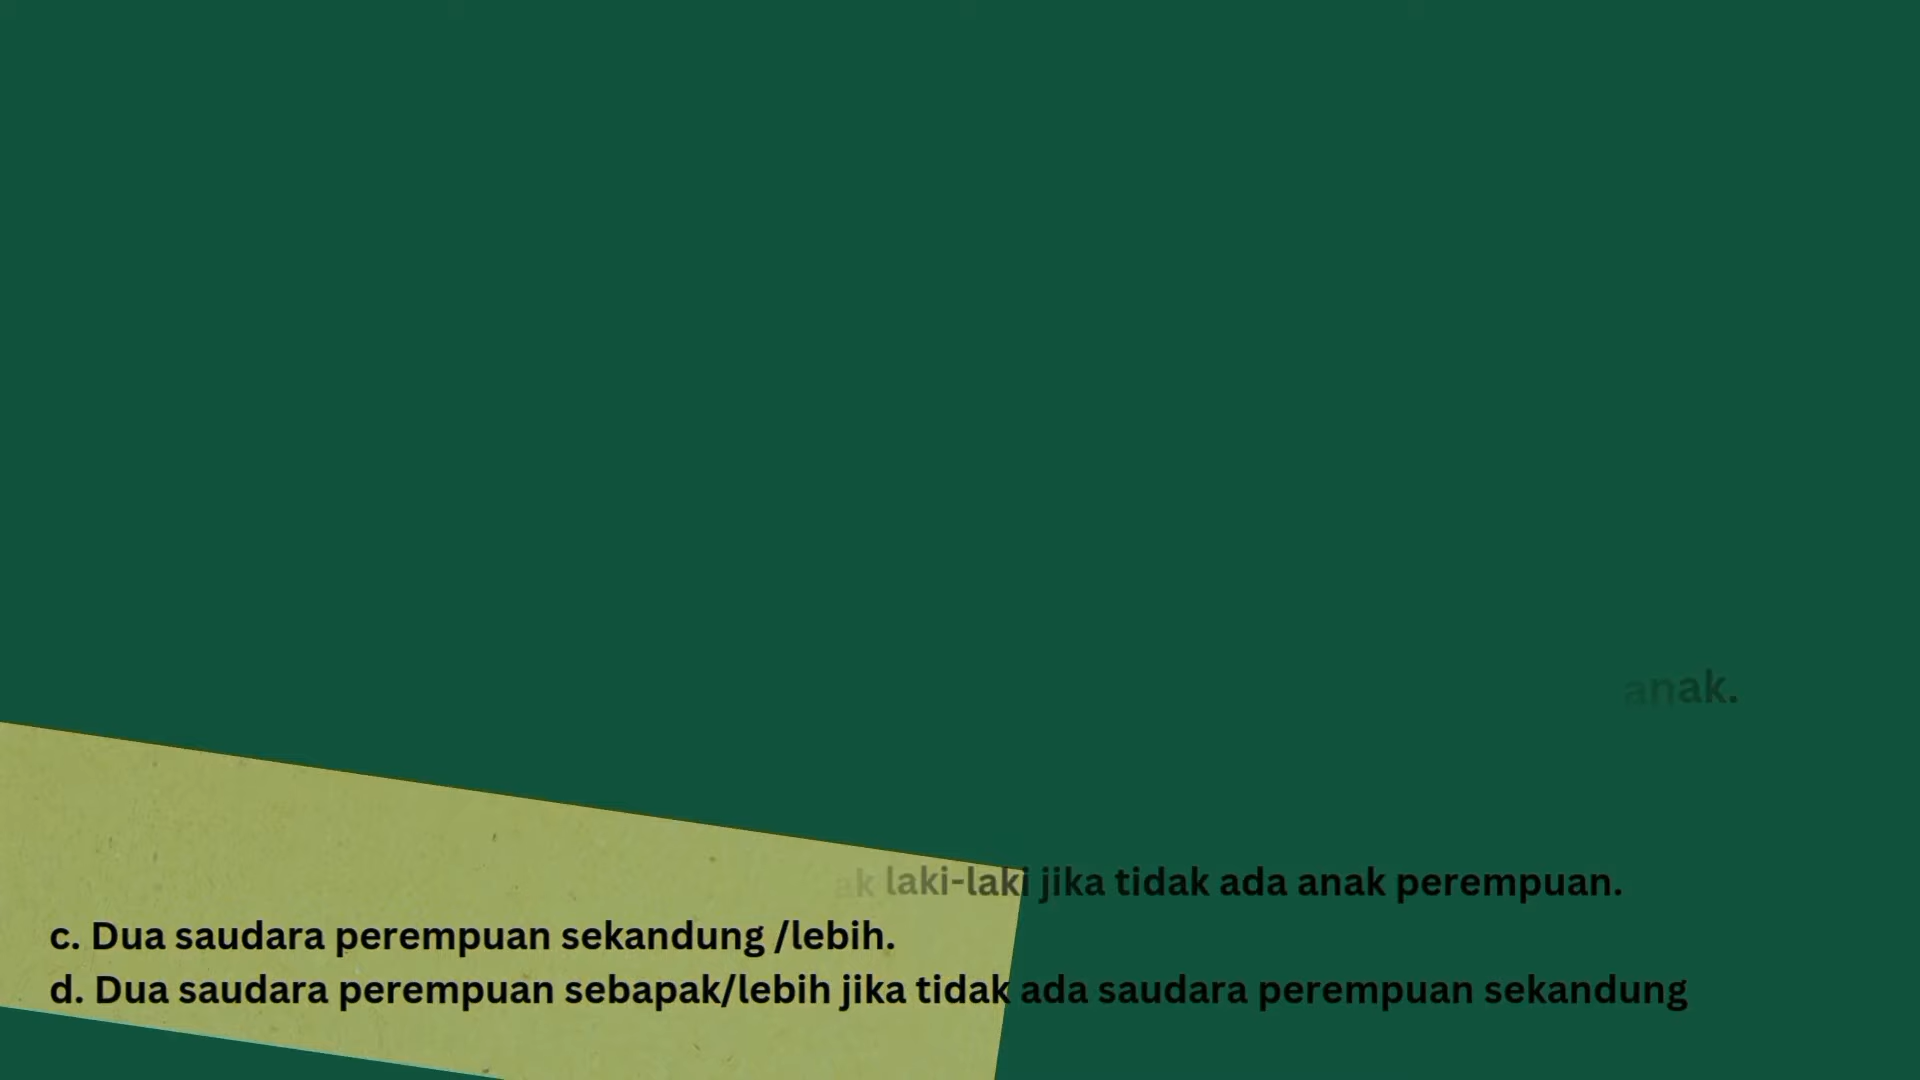 anak.
laki-laki jika tidak ada anak perempuan.
c. Dua saudara perempuan sekandung /lebih.
d. Dua saudara perempuan sebapak/lebih jika tidak ada saudara perempuan sekandung